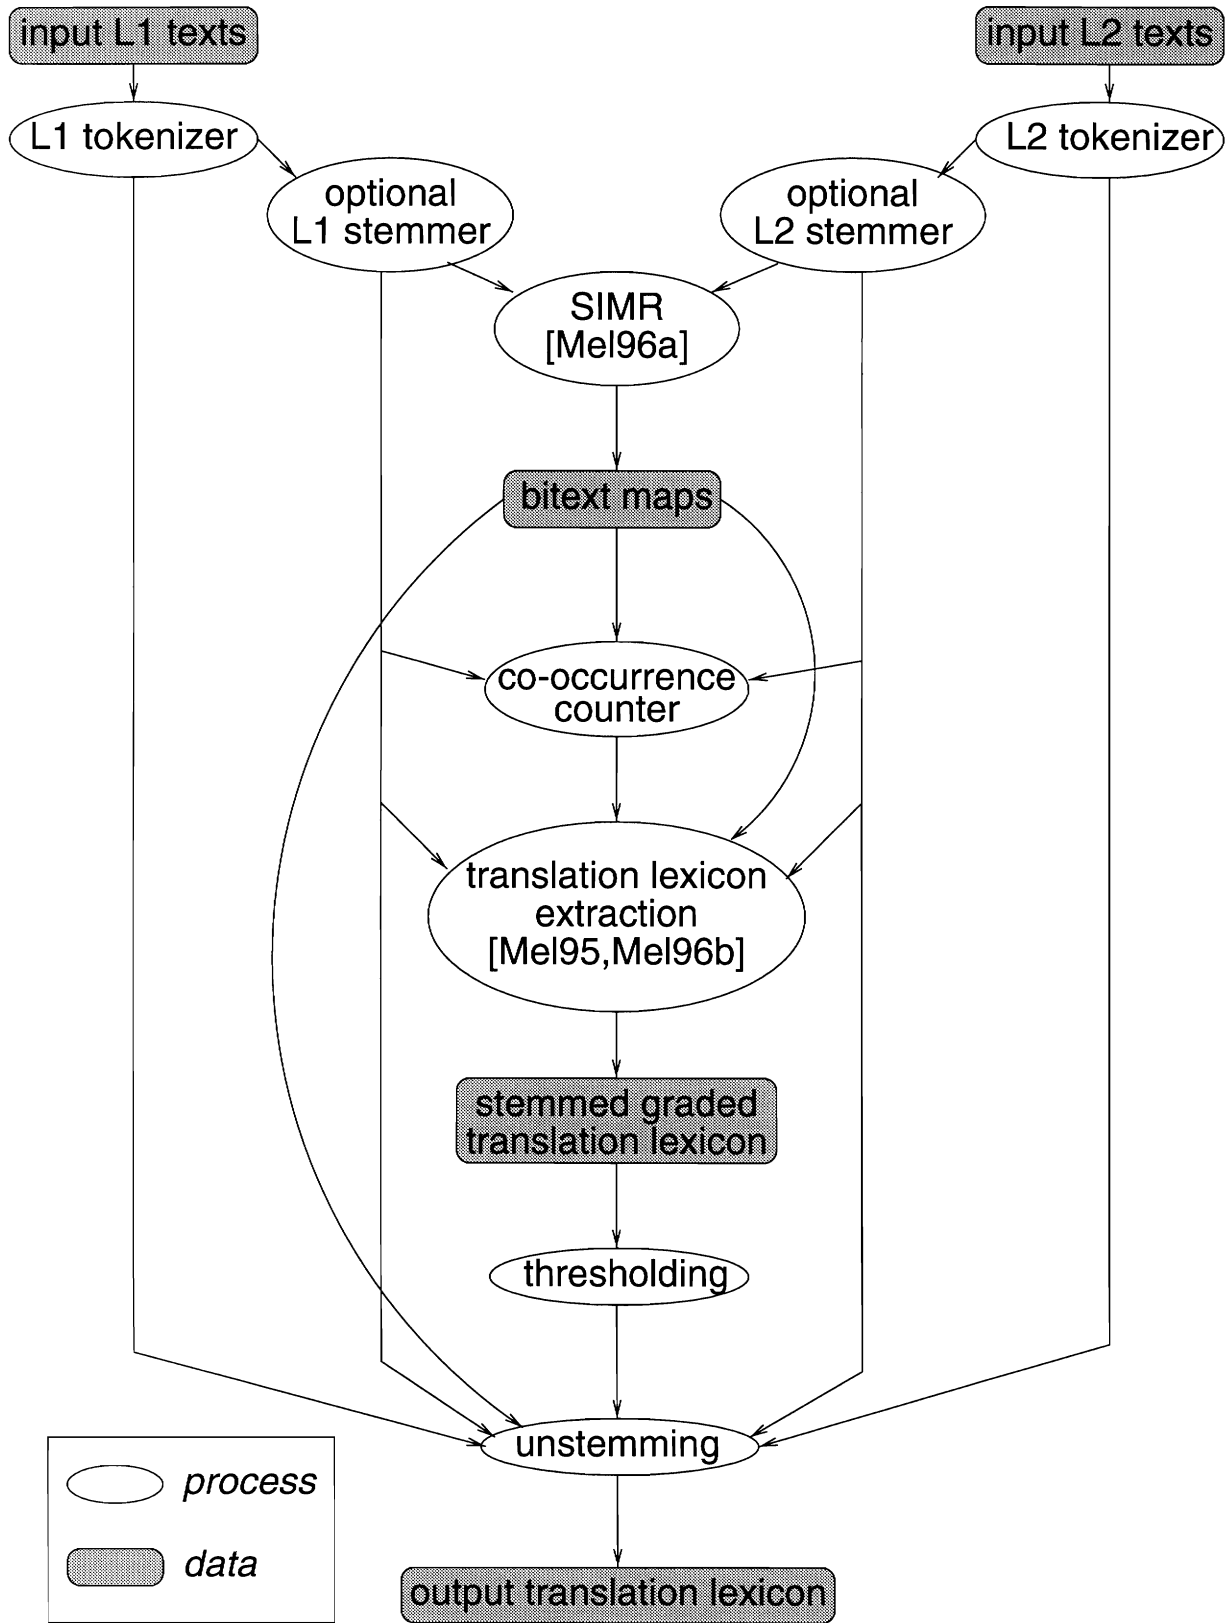 input L1 texts
input L2 texts
L1 tokenizer
L2 tokenizer
optional
L1 stemmer
optional
L2 stemmer
SIMR
[Mel96a]
bitext maps
co-occurrence
counter
translation lexicon
extraction
[Mel95,Mel96b]
stemmed graded
translation lexicon
thresholding
unstemming
process
data
output translation lexicon